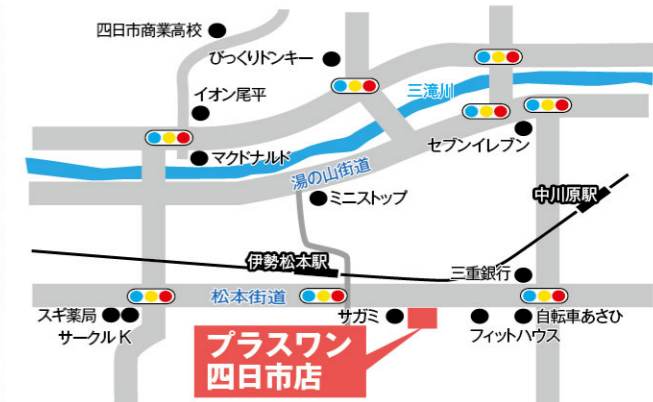 四日市商業高校
びっくりドンキー
イオン尾平
三滝川
セブンイレブン
マクドナルド
湯の山街道
ミニストップ
中川原駅
伊勢松本駅
三重銀行
松本街道
スギ薬局
サークルK
サガミ
自転車あさひ
フィットハウス
プラスワン
四日市店